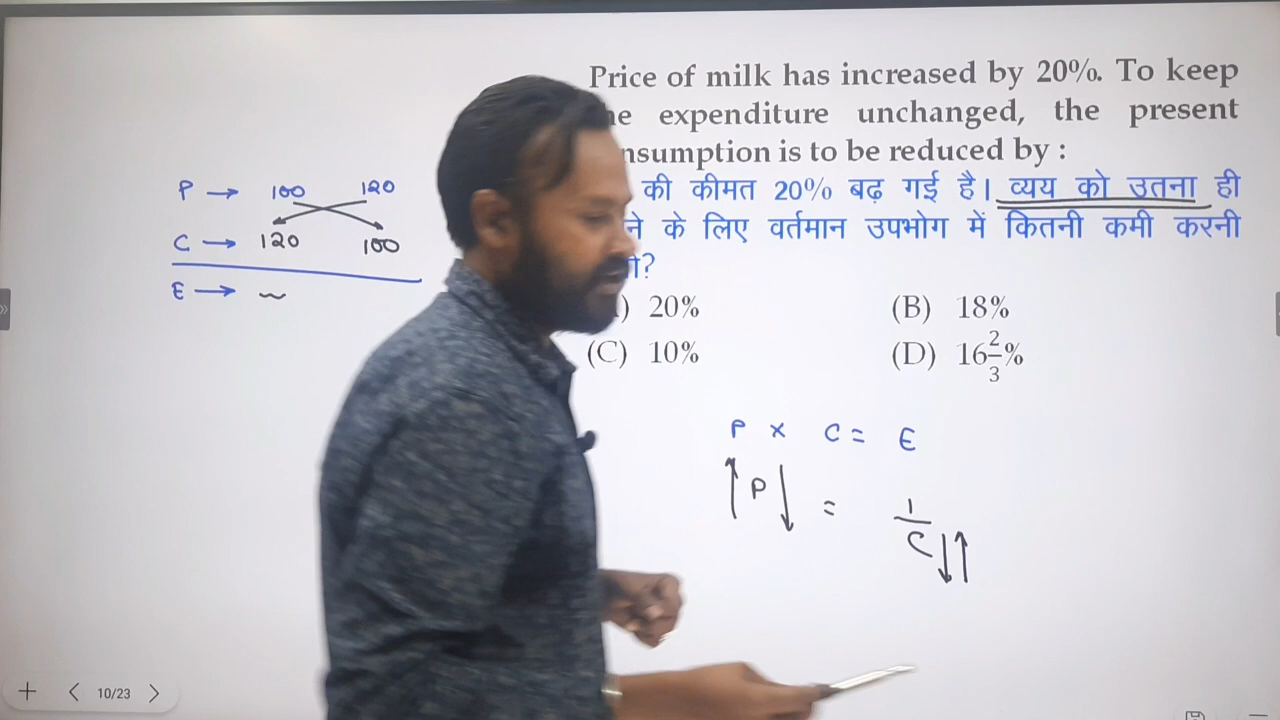 Price of milk has increased by 20%. To keep
expenditure unchanged, the present
is to be reduced by :
की कीमत 20% बढ़ गई है। व्यय को उतना ही
के लिए वर्तमान उपभोग में कितनी कमी करनी
20% (B) 18%
(C) 10% (D) 16 2/3%
P → 100 120
C → 120 100
E → ~
P x C = E
P = 1/C
10/23